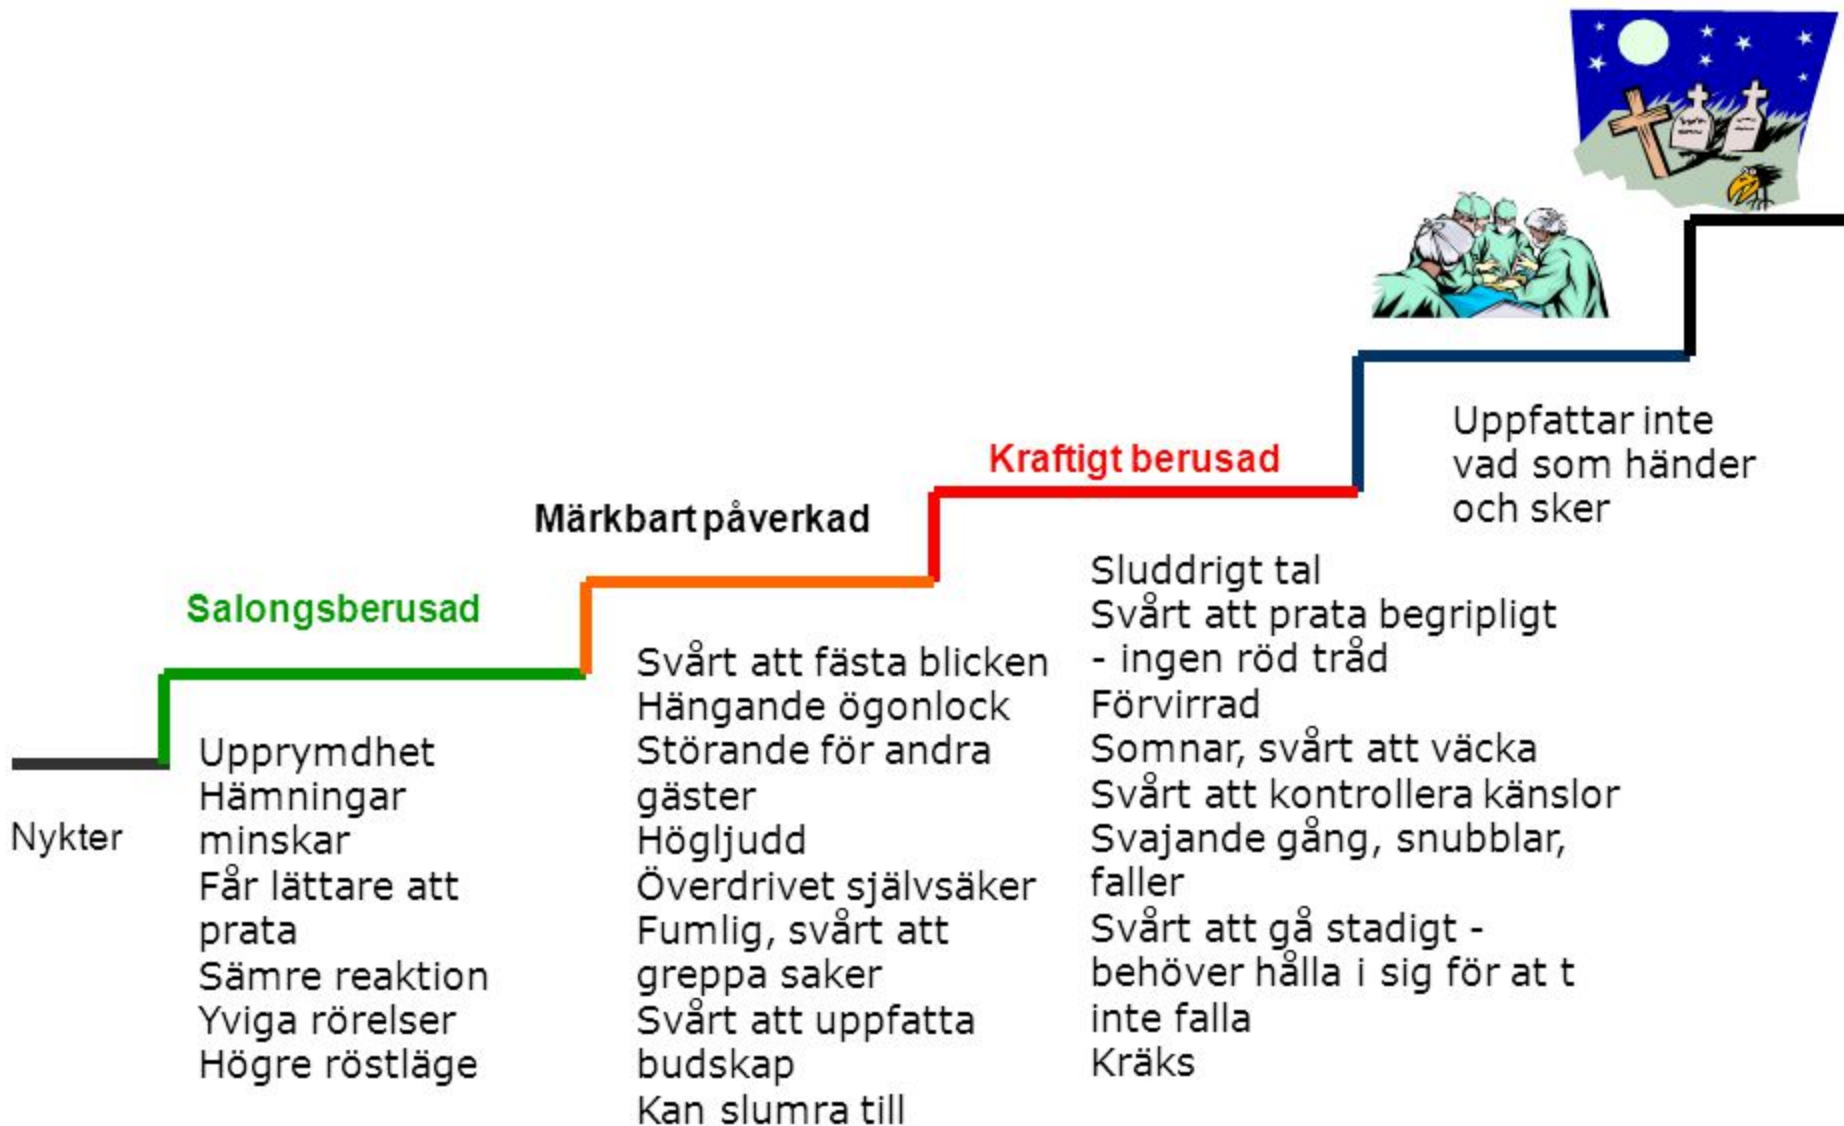 Nykter
Salongsberusad
Upprymdhet
Hämningar
minskar
Får lättare att
prata
Sämre reaktion
Yviga rörelser
Högre röstläge
Märkbart påverkad
Svårt att fästa blicken
Hängande ögonlock
Störande för andra
gäster
Högljudd
Överdrivet självsäker
Fumlig, svårt att
greppa saker
Svårt att uppfatta
budskap
Kan slumra till
Kraftigt berusad
Sluddrigt tal
Svårt att prata begripligt
- ingen röd tråd
Förvirrad
Somnar, svårt att väcka
Svårt att kontrollera känslor
Svajande gång, snubblar,
faller
Svårt att gå stadigt -
behöver hålla i sig för at t
inte falla
Kräks
Uppfattar inte
vad som händer
och sker